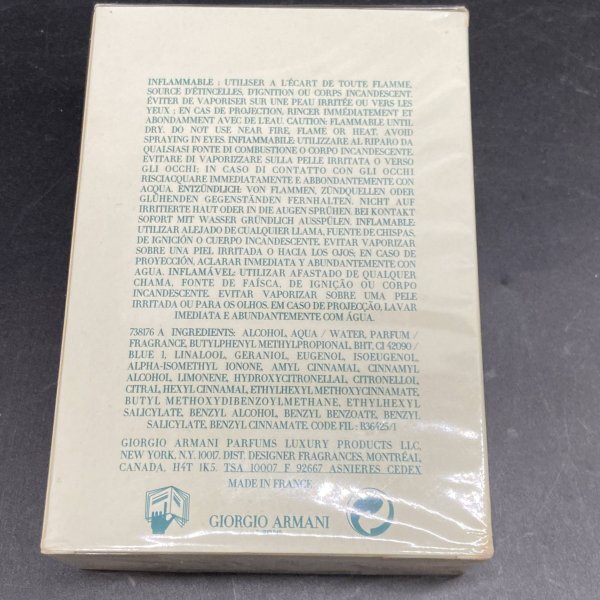 INFLAMMABLE : UTILISER A L'ÉCART DE TOUTE FLAMME,
SOURCE D'ÉTINCELLES, D'IGNITION OU CORPS INCANDESCENT.
ÉVITER DE VAPORISER SUR UNE PEAU IRRITÉE OU VERS LES
YEUX ; EN CAS DE PROJECTION, RINCER IMMÉDIATEMENT ET
ABONDAMMENT AVEC DE L'EAU. CAUTION: FLAMMABLE UNTIL
DRY. DO NOT USE NEAR FIRE, FLAME OR HEAT. AVOID
SPRAYING IN EYES. INFIAMMABILE: UTILIZZARE AL RIPARO DA
QUALSIASI FONTE DI COMBUSTIONE O CORPO INCANDESCENTE.
EVITARE DI VAPORIZZARE SULLA PELLE IRRITATA O VERSO
GLI OCCHI; IN CASO DI CONTATTO CON GLI OCCHI
RISCIACQUARE IMMEDIATAMENTE E ABBONDANTEMENTE CON
ACQUA. ENTZÜNDLICH: VON FLAMMEN, ZÜNDQUELLEN ODER
GLÜHENDEN GEGENSTÄNDEN FERNHALTEN. NICHT AUF
IRRITIERTE HAUT ODER IN DIE AUGEN SPRÜHEN. BEI KONTAKT
SOFORT MIT WASSER GRÜNDLICH AUSSPÜLEN. INFLAMABLE:
UTILIZAR ALEJADO DE CUALQUIER LLAMA, FUENTE DE CHISPAS,
DE IGNICIÓN O CUERPO INCANDESCENTE. EVITAR VAPORIZAR
SOBRE UNA PIEL IRRITADA O HACIA LOS OJOS; EN CASO DE
PROYECCIÓN, ACLARAR INMEDIATA Y ABUNDANTEMENTE CON
AGUA. INFLAMÁVEL: UTILIZAR AFASTADO DE QUALQUER
CHAMA, FONTE DE FAÍSCA, DE IGNIÇÃO OU CORPO
INCANDESCENTE. EVITAR VAPORIZAR SOBRE UMA PELE
IRRITADA OU PARA OS OLHOS. EM CASO DE PROJECÇÃO, LAVAR
IMEDIATA E ABUNDANTEMENTE COM ÁGUA.
738176 A INGREDIENTS: ALCOHOL, AQUA / WATER, PARFUM /
FRAGRANCE, BUTYLPHENYL METHYLPROPIONAL, BHT, CI 42090 /
BLUE 1, LINALOOL, GERANIOL, EUGENOL, ISOEUGENOL,
ALPHA-ISOMETHYL IONONE, AMYL CINNAMAL, CINNAMYL
ALCOHOL, LIMONENE, HYDROXYCITRONELLAL, CITRONELLOL,
CITRAL, HEXYL CINNAMAL, ETHYLHEXYL METHOXYCINNAMATE,
BUTYL METHOXYDIBENZOYLMETHANE, ETHYLHEXYL
SALICYLATE, BENZYL ALCOHOL, BENZYL BENZOATE, BENZYL
SALICYLATE, BENZYL CINNAMATE. CODE FIL : B36425/1
GIORGIO ARMANI PARFUMS LUXURY PRODUCTS LLC,
NEW YORK, N.Y. 10017. DIST. DESIGNER FRAGRANCES, MONTRÉAL,
CANADA, H4T 1K5. TSA 10007 F 92667 ASNIERES CEDEX
MADE IN FRANCE
GIORGIO ARMANI